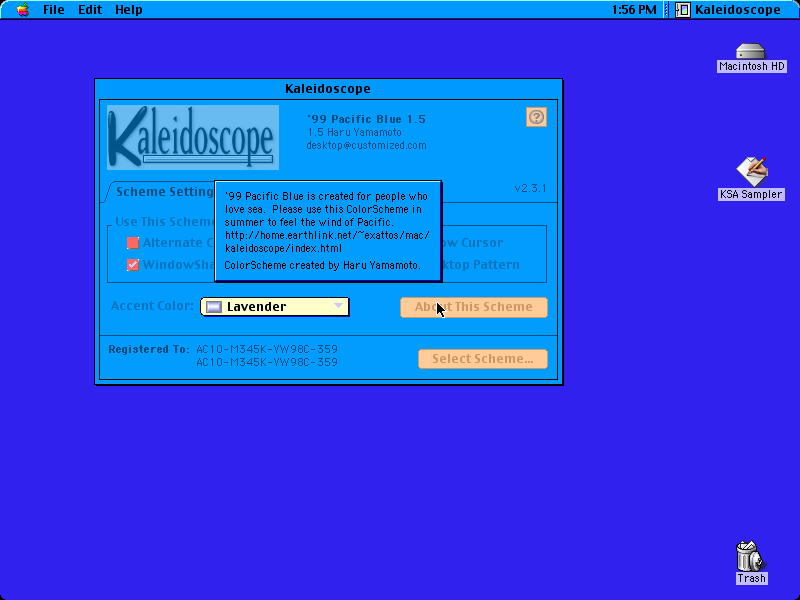 File Edit Help
1:56 PM Kaleidoscope
Macintosh HD
KSA Sampler
Trash
Kaleidoscope
Kaleidoscope
'99 Pacific Blue 1.5
1.5 Haru Yamamoto
desktop@customized.com
?
Scheme Setting
v2.3.1
'99 Pacific Blue is created for people who
love sea. Please use this ColorScheme in
summer to feel the wind of Pacific.
http://home.earthlink.net/~exattos/mac/
kaleidoscope/index.html
ColorScheme created by Haru Yamamoto.
Use This Scheme
Alternate C
ow Cursor
WindowSha
ktop Pattern
Accent Color: Lavender
About This Scheme
Registered To: AC10-M345K-YW98C-359
AC10-M345K-YW98C-359
Select Scheme...